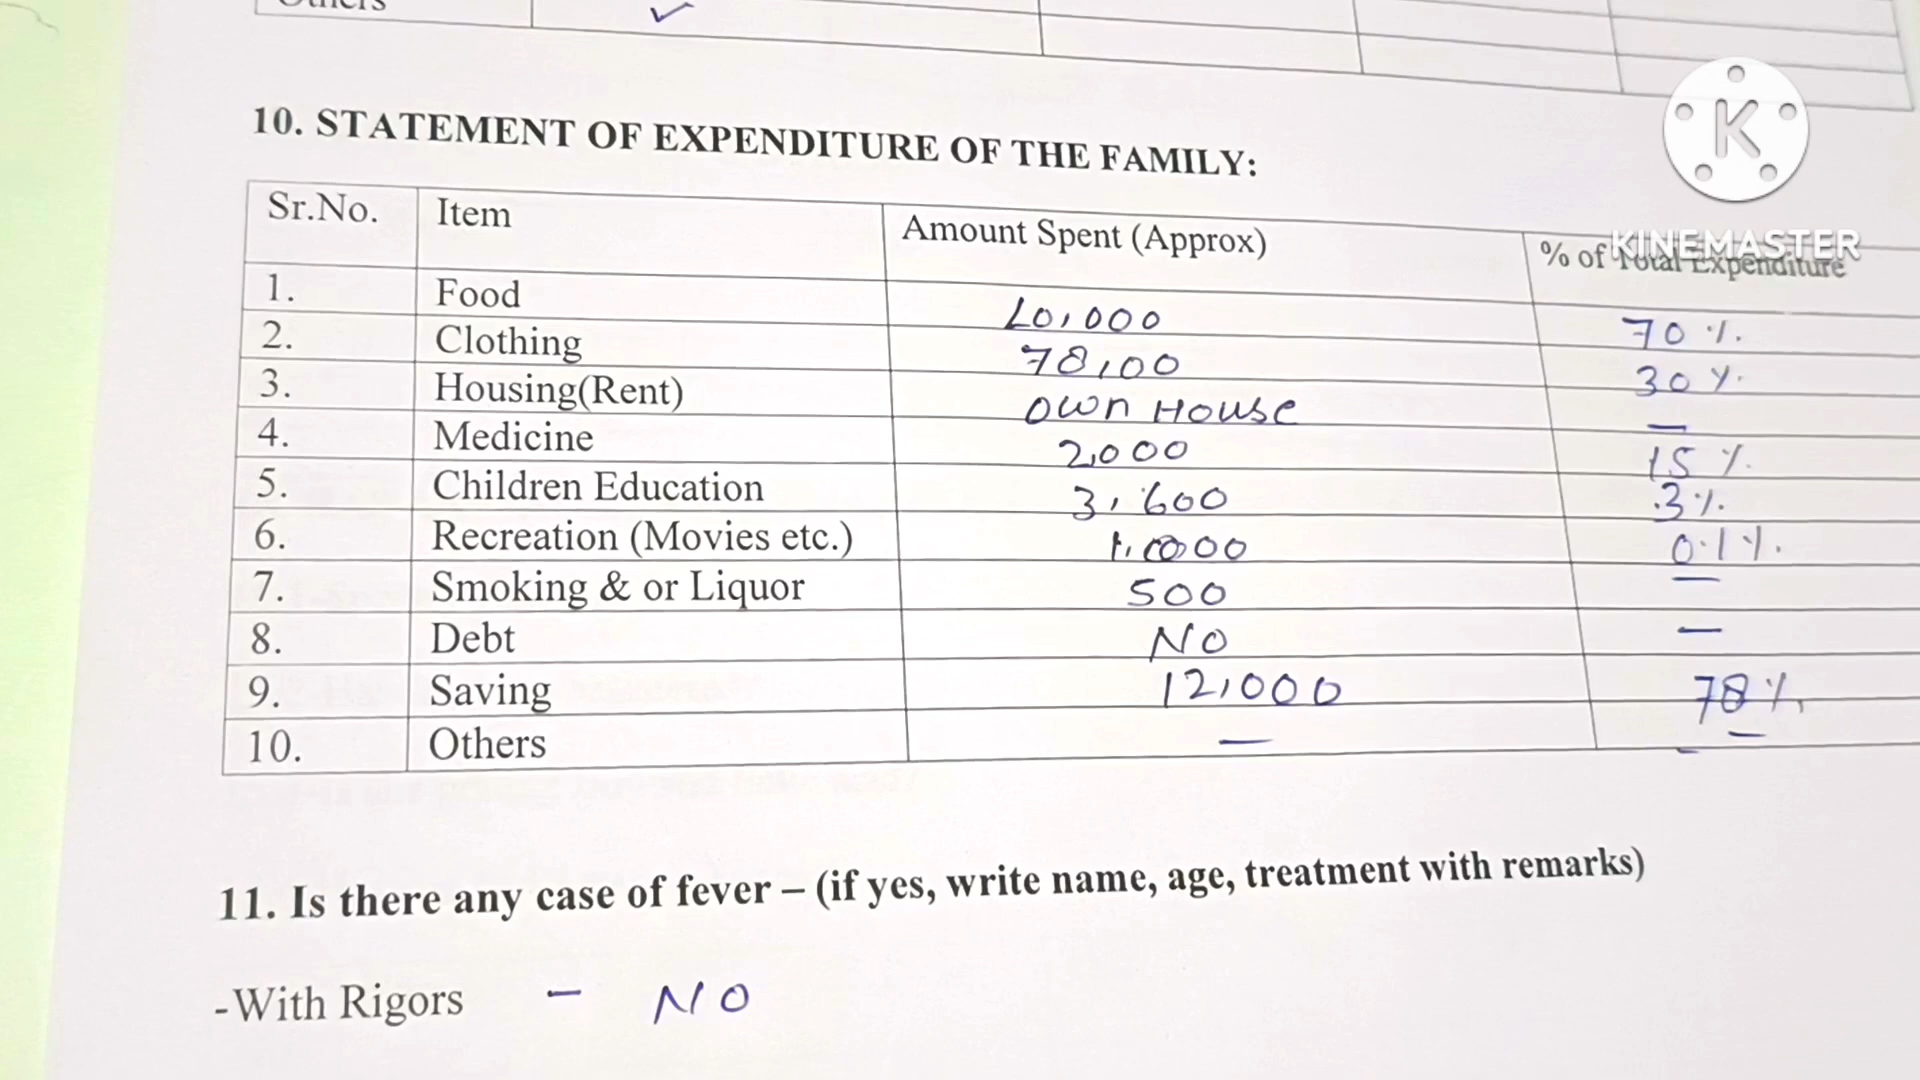 Others ✓
10. STATEMENT OF EXPENDITURE OF THE FAMILY:
K
KINEMASTER
Sr.No. Item Amount Spent (Approx) % of Total Expenditure
1. Food 10,000 70 %.
2. Clothing 78,00 30 %.
3. Housing(Rent) Own House —
4. Medicine 2,000 15 %.
5. Children Education 3,600 .3%.
6. Recreation (Movies etc.) 0.1%.
7. Smoking & or Liquor 500 —
8. Debt NO —
9. Saving 12,000 78%.
10. Others — —
11. Is there any case of fever – (if yes, write name, age, treatment with remarks)
-With Rigors – NO